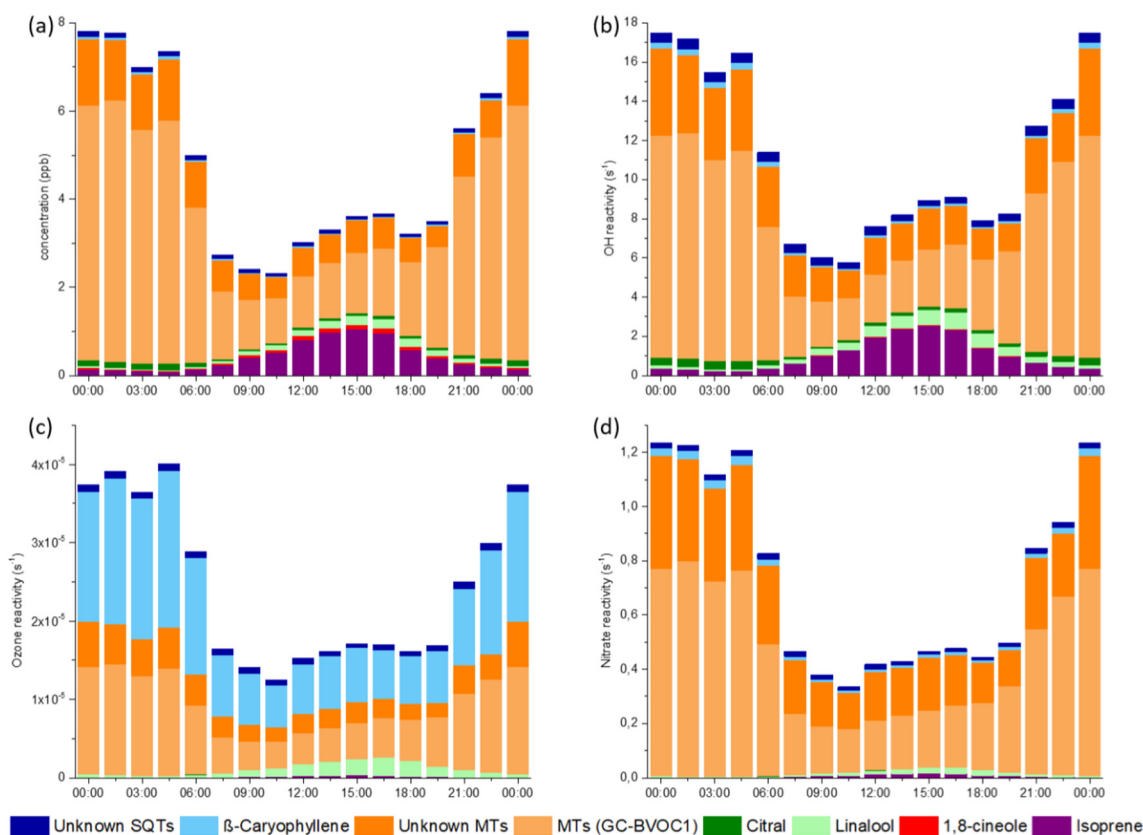 (a)
8
6
4
2
0
concentration (ppb)
00:00 03:00 06:00 09:00 12:00 15:00 18:00 21:00 00:00
(b)
18
16
14
12
10
8
6
4
2
0
OH reactivity (s⁻¹)
00:00 03:00 06:00 09:00 12:00 15:00 18:00 21:00 00:00
(c)
4x10⁻⁵
3x10⁻⁵
2x10⁻⁵
1x10⁻⁵
0
Ozone reactivity (s⁻¹)
00:00 03:00 06:00 09:00 12:00 15:00 18:00 21:00 00:00
(d)
1,2
1,0
0,8
0,6
0,4
0,2
0,0
Nitrate reactivity (s⁻¹)
00:00 03:00 06:00 09:00 12:00 15:00 18:00 21:00 00:00
Unknown SQTs ß-Caryophyllene Unknown MTs MTs (GC-BVOC1) Citral Linalool 1,8-cineole Isoprene